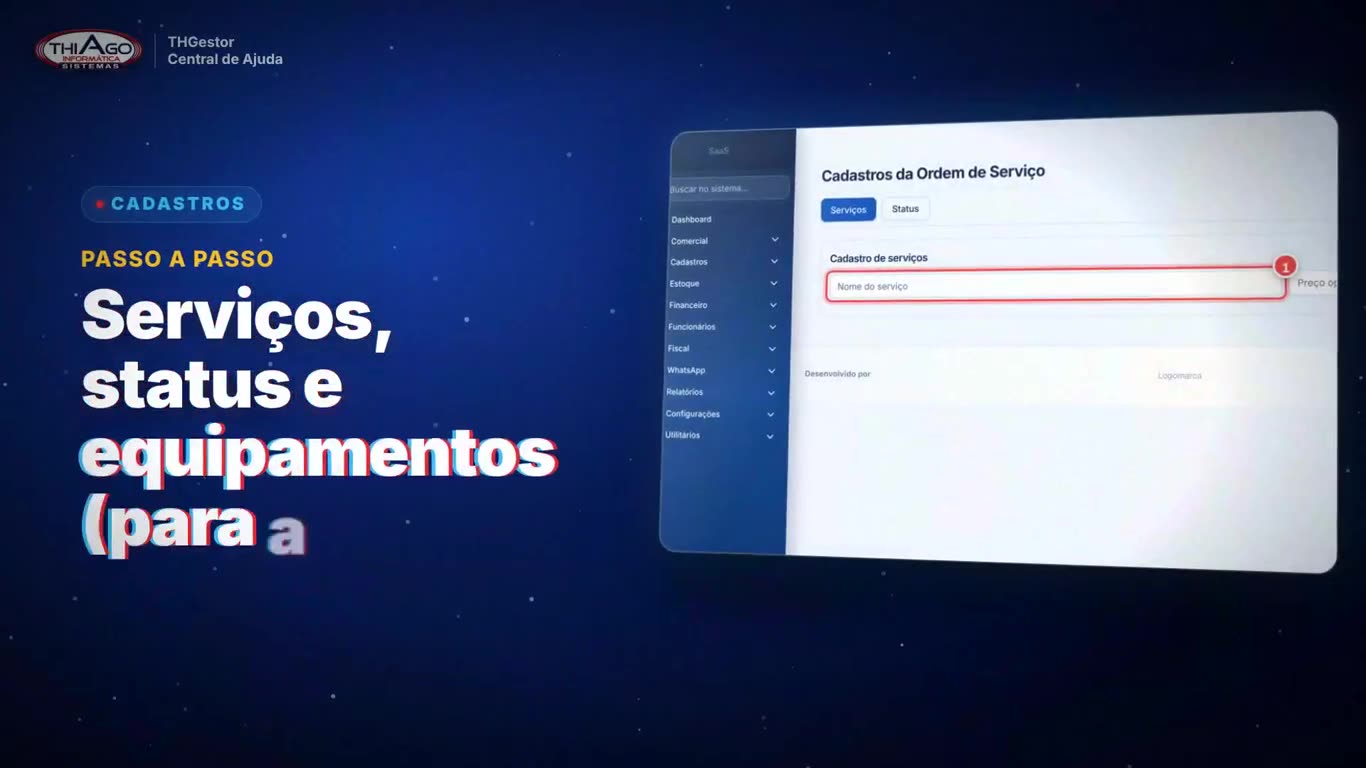 THIAGO
INFORMÁTICA
SISTEMAS
THGestor
Central de Ajuda
CADASTROS
PASSO A PASSO
Serviços,
status e
equipamentos
(para a
SaaS
Buscar no sistema...
Dashboard
Comercial
Cadastros
Estoque
Financeiro
Funcionários
Fiscal
WhatsApp
Relatórios
Configurações
Utilitários
Cadastros da Ordem de Serviço
Serviços
Status
Cadastro de serviços
1
Nome do serviço
Preço op
Desenvolvido por
Logomarca